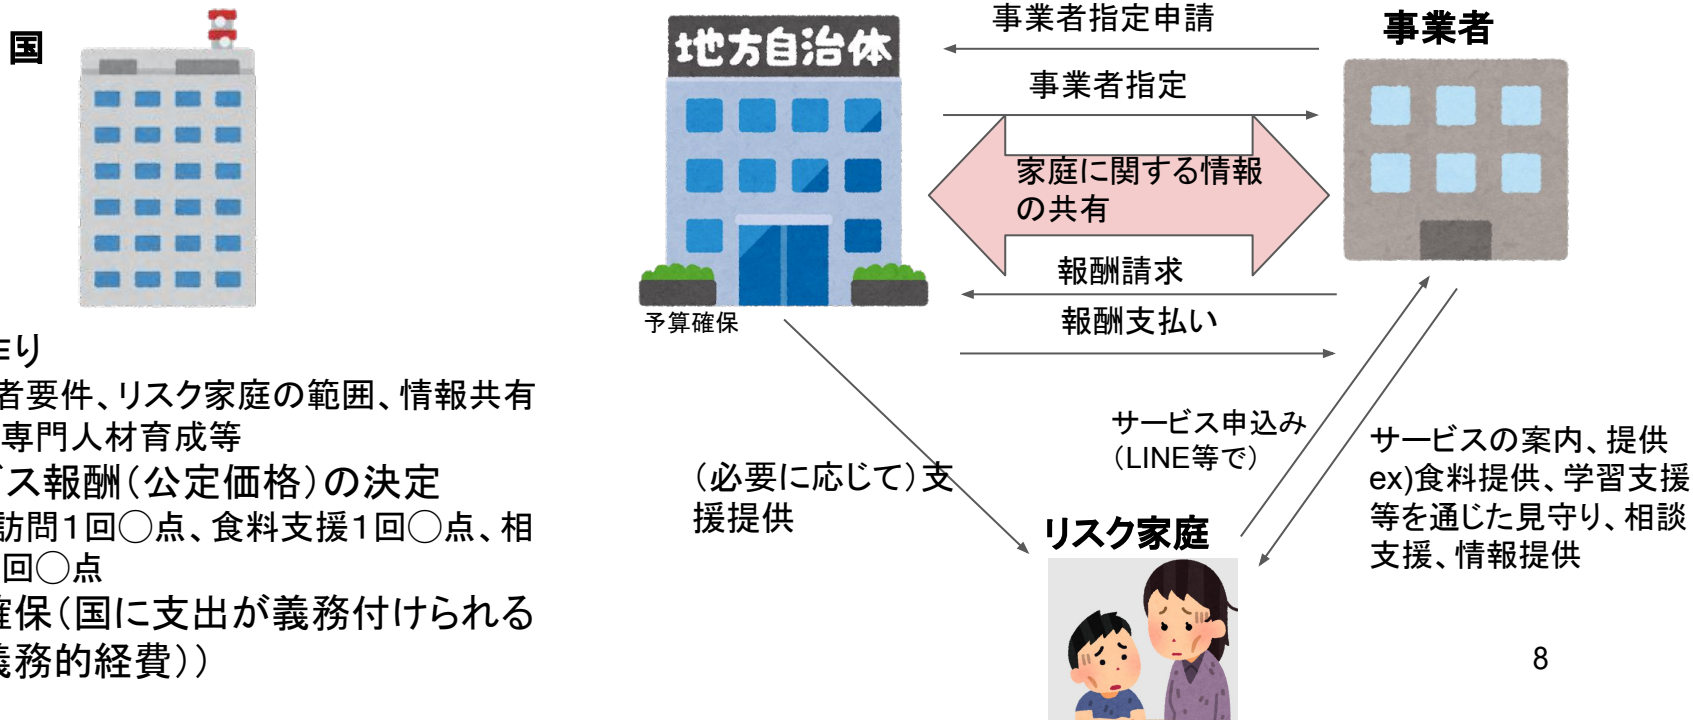 国
作り
者要件、リスク家庭の範囲、情報共有
専門人材育成等
ビス報酬(公定価格)の決定
訪問1回◯点、食料支援1回◯点、相
回◯点
確保(国に支出が義務付けられる
義務的経費))
地方自治体
予算確保
事業者指定申請
事業者指定
家庭に関する情報
の共有
報酬請求
報酬支払い
事業者
(必要に応じて)支
援提供
サービス申込み
(LINE等で)
サービスの案内、提供
ex)食料提供、学習支援
等を通じた見守り、相談
支援、情報提供
リスク家庭
8